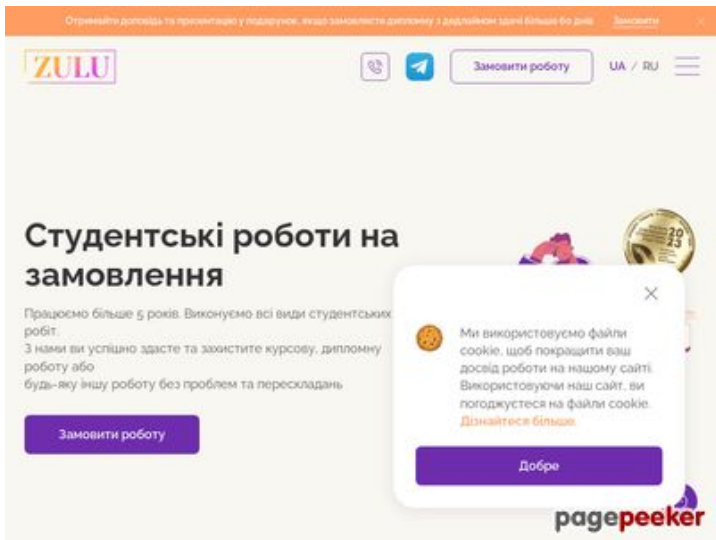 Отримайте доповідь та презентацію у подарунок, якщо замовляєте дипломну з дедлайном здачі більше 60 днів Замовити
ZULU
Замовити роботу
UA / RU
Студентські роботи на
замовлення
Працюємо більше 5 років. Виконуємо всі види студентських
робіт.
З нами ви успішно здасте та захистите курсову, дипломну
роботу або
будь-яку іншу роботу без проблем та перескладань
Замовити роботу
2023
Ми використовуємо файли
cookie, щоб покращити ваш
досвід роботи на нашому сайті.
Використовуючи наш сайт, ви
погоджуєтеся на файли cookie.
Дізнайтеся більше.
Добре
pagepeeker